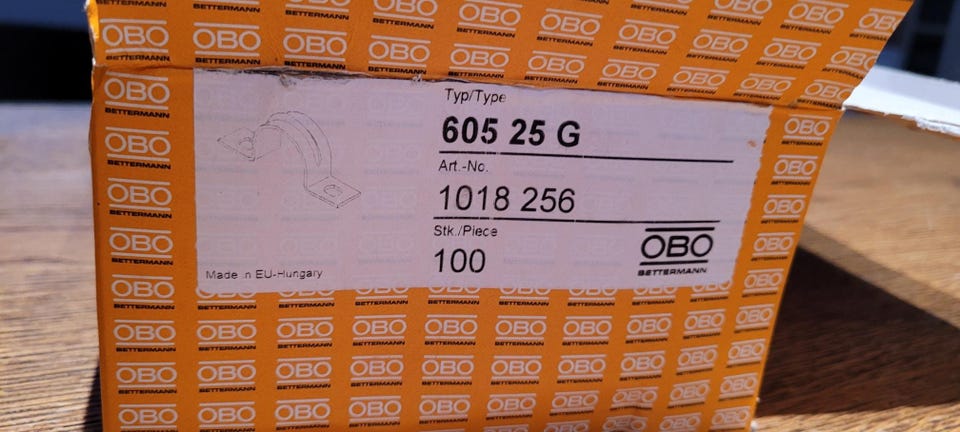 Typ/Type
605 25 G
Art.-No.
1018 256
Stk./Piece
100
OBO
BETTERMANN
Made in EU-Hungary